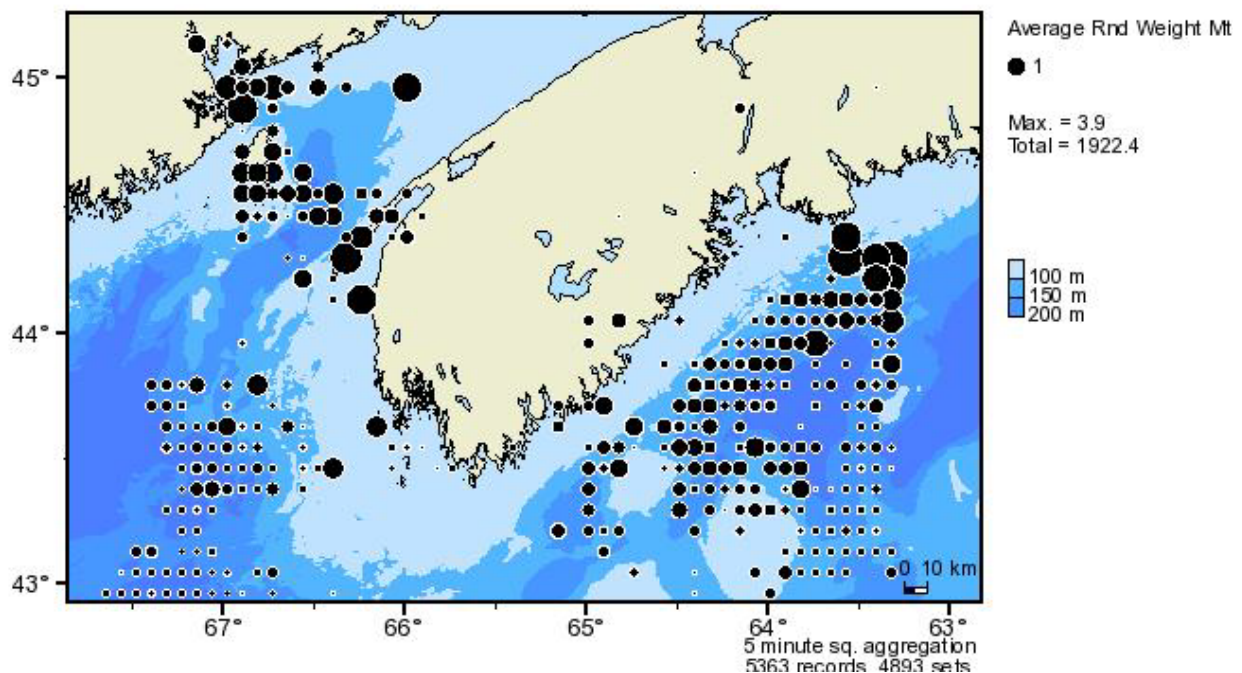 Average Rnd Weight Mt
1
Max. = 3.9
Total = 1922.4
45°
100 m
150 m
200 m
44°
43°
0 10 km
67° 66° 65° 64° 63°
5 minute sq. aggregation
5363 records 4893 sets